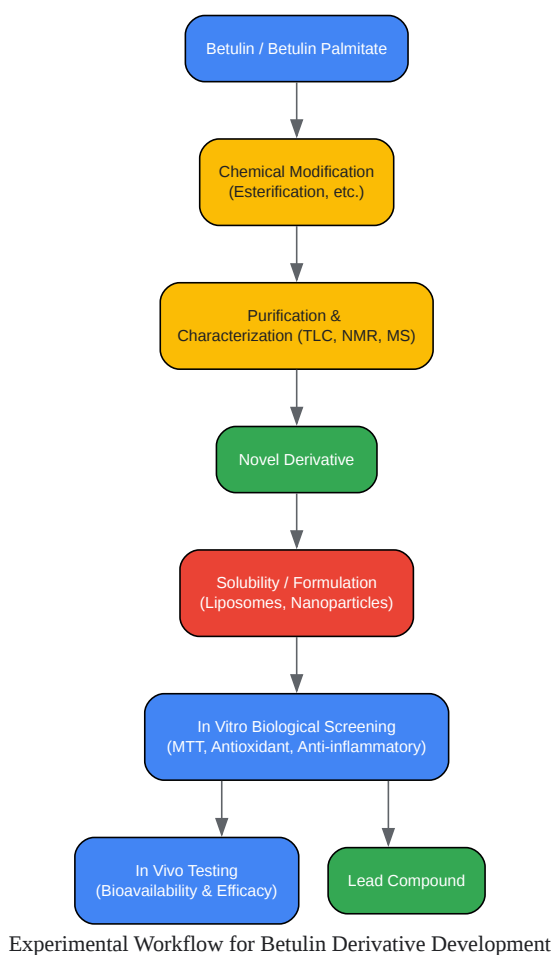 Betulin / Betulin Palmitate
Chemical Modification
(Esterification, etc.)
Purification &
Characterization (TLC, NMR, MS)
Novel Derivative
Solubility / Formulation
(Liposomes, Nanoparticles)
In Vitro Biological Screening
(MTT, Antioxidant, Anti-inflammatory)
In Vivo Testing
(Bioavailability & Efficacy)
Lead Compound
Experimental Workflow for Betulin Derivative Development